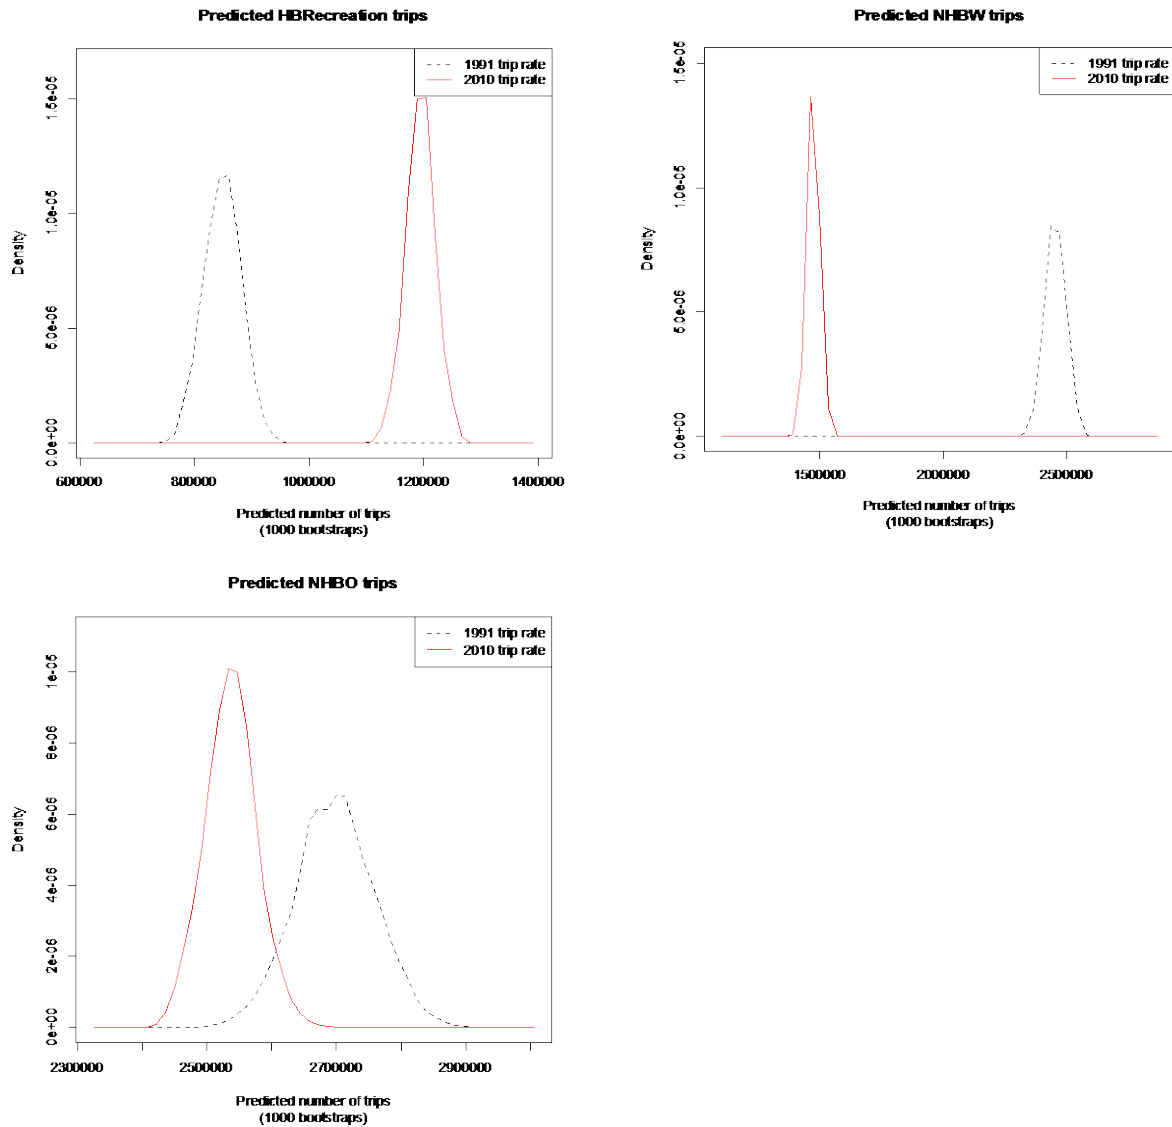 Predicted HBRecreation trips
1991 trip rate
2010 trip rate
Density
0.0e+00
5.0e-06
1.0e-05
1.5e-05
600000
800000
1000000
1200000
1400000
Predicted number of trips
(1000 bootstraps)
Predicted NHBW trips
1991 trip rate
2010 trip rate
Density
0.0e+00
5.0e-06
1.0e-05
1.5e-05
1500000
2000000
2500000
Predicted number of trips
(1000 bootstraps)
Predicted NHBO trips
1991 trip rate
2010 trip rate
Density
0e+00
2e-06
4e-06
6e-06
8e-06
1e-05
2300000
2500000
2700000
2900000
Predicted number of trips
(1000 bootstraps)